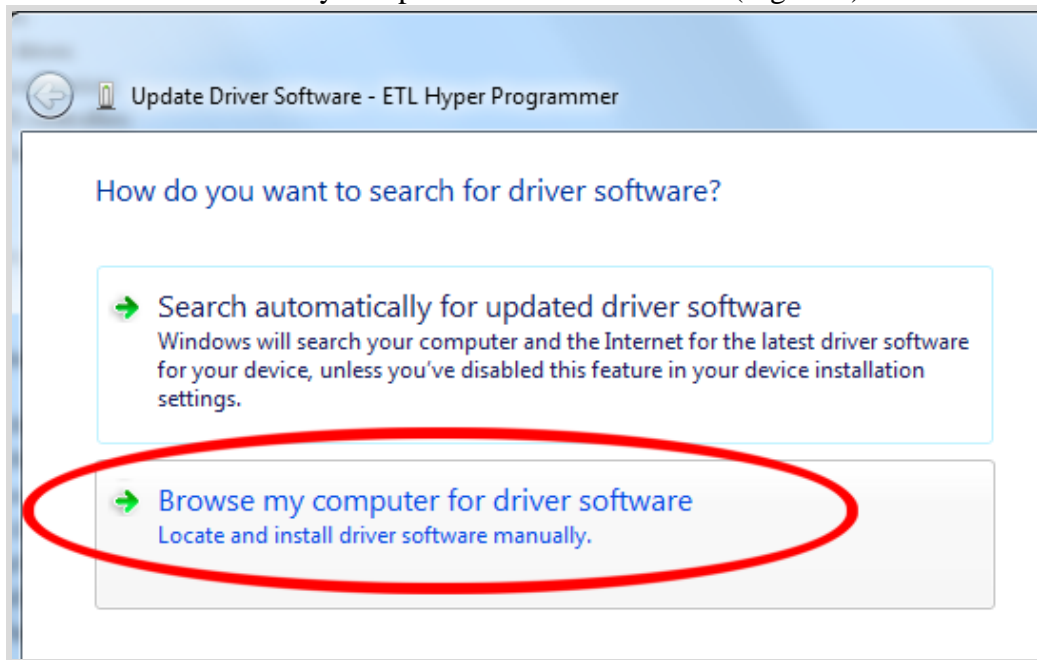 Update Driver Software - ETL Hyper Programmer
How do you want to search for driver software?
Search automatically for updated driver software
Windows will search your computer and the Internet for the latest driver software
for your device, unless you've disabled this feature in your device installation
settings.
Browse my computer for driver software
Locate and install driver software manually.